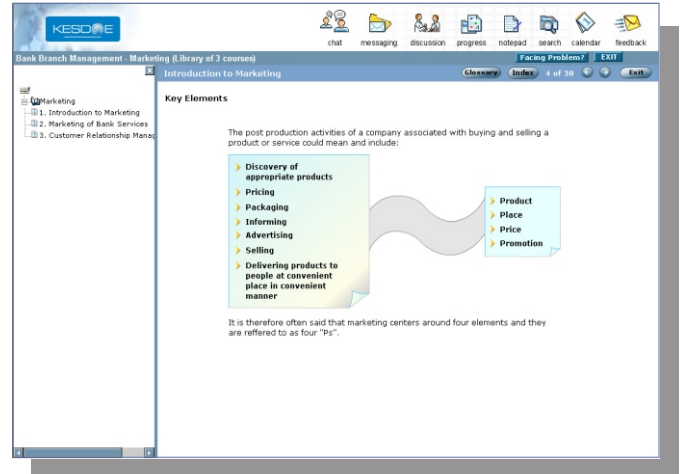 KESDEE
chat messaging discussion progress notepad search calendar feedback
Bank Branch Management - Marketing (Library of 3 courses)
Facing Problem? EXIT
Introduction to Marketing
Glossary Index 4 of 30 Exit
Marketing
1. Introduction to Marketing
2. Marketing of Bank Services
3. Customer Relationship Manag
Key Elements
The post production activities of a company associated with buying and selling a
product or service could mean and include:
Discovery of
appropriate products
Pricing
Packaging
Informing
Advertising
Selling
Delivering products to
people at convenient
place in convenient
manner
Product
Place
Price
Promotion
It is therefore often said that marketing centers around four elements and they
are reffered to as four "Ps".